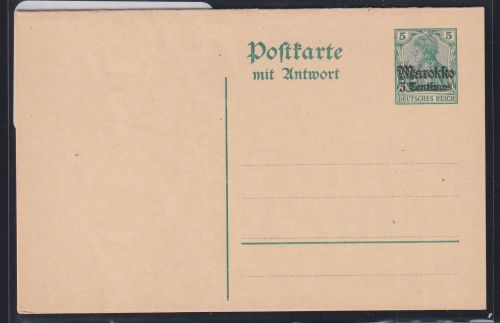 Postkarte
mit Antwort
5 5
Marokko
5 Centimos
DEUTSCHES REICH